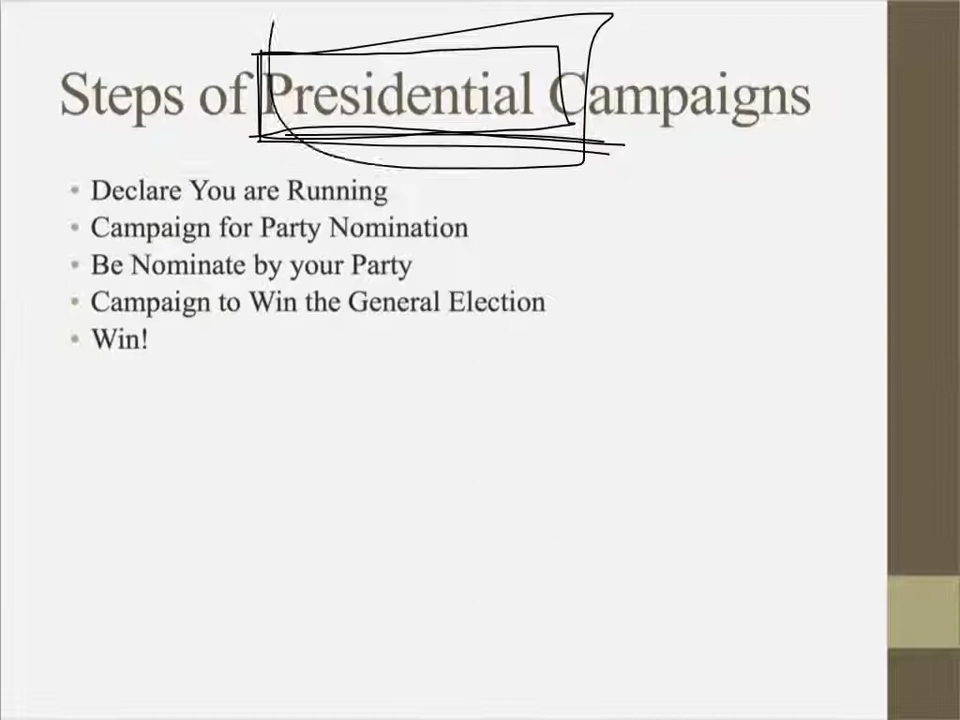 Steps of Presidential Campaigns
• Declare You are Running
• Campaign for Party Nomination
• Be Nominate by your Party
• Campaign to Win the General Election
• Win!